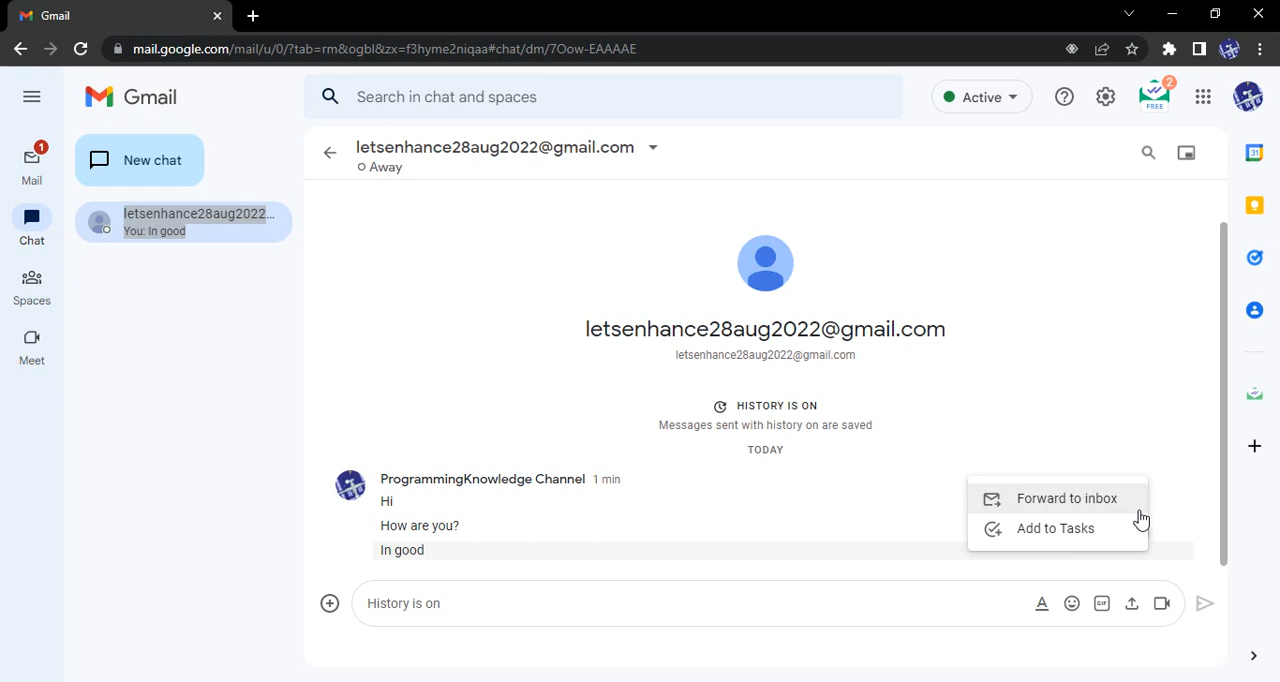 Gmail
mail.google.com/mail/u/0/?tab=rm&ogbl&zx=f3hyme2niqaa#chat/dm/7Oow-EAAAAE
Gmail
Search in chat and spaces
Active
2
FREE
1
Mail
Chat
Spaces
Meet
New chat
letsenhance28aug2022...
You: In good
letsenhance28aug2022@gmail.com
Away
31
letsenhance28aug2022@gmail.com
letsenhance28aug2022@gmail.com
HISTORY IS ON
Messages sent with history on are saved
TODAY
ProgrammingKnowledge Channel 1 min
Hi
How are you?
In good
Forward to inbox
Add to Tasks
History is on
GIF